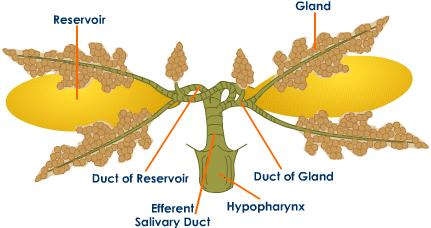 Gland
Reservoir
Duct of Reservoir
Duct of Gland
Efferent
Salivary Duct
Hypopharynx